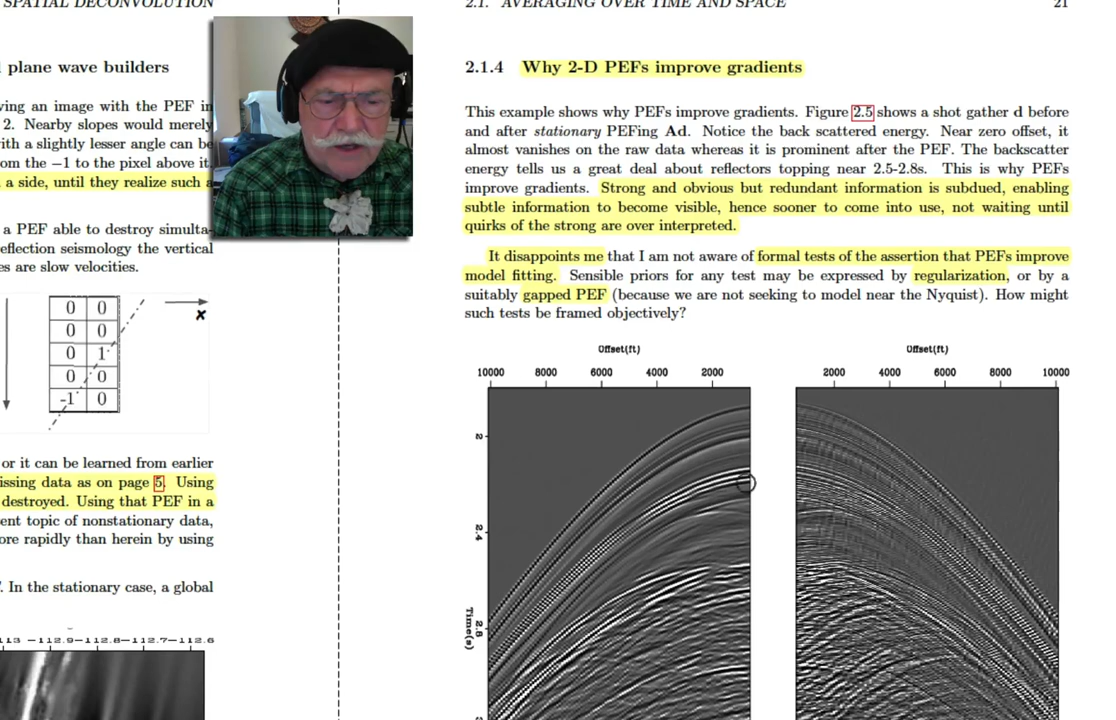 SPATIAL DECONVOLUTION
plane wave builders
ving an image with the PEF in
2. Nearby slopes would merely
with a slightly lesser angle can be
om the −1 to the pixel above it.
a side, until they realize such a
a PEF able to destroy simulta-
eflection seismology the vertical
es are slow velocities.
x
0 0
0 0
0 1
0 0
-1 0
or it can be learned from earlier
issing data as on page 5. Using
destroyed. Using that PEF in a
ent topic of nonstationary data,
ore rapidly than herein by using
. In the stationary case, a global
113 −112.9−112.8−112.7−112.6
2.1. AVERAGING OVER TIME AND SPACE 21
2.1.4 Why 2-D PEFs improve gradients
This example shows why PEFs improve gradients. Figure 2.5 shows a shot gather d before
and after stationary PEFing Ad. Notice the back scattered energy. Near zero offset, it
almost vanishes on the raw data whereas it is prominent after the PEF. The backscatter
energy tells us a great deal about reflectors topping near 2.5-2.8s. This is why PEFs
improve gradients. Strong and obvious but redundant information is subdued, enabling
subtle information to become visible, hence sooner to come into use, not waiting until
quirks of the strong are over interpreted.
It disappoints me that I am not aware of formal tests of the assertion that PEFs improve
model fitting. Sensible priors for any test may be expressed by regularization, or by a
suitably gapped PEF (because we are not seeking to model near the Nyquist). How might
such tests be framed objectively?
Offset(ft)
10000 8000 6000 4000 2000
Offset(ft)
2000 4000 6000 8000 10000
2
2.4
2.8
Time(s)